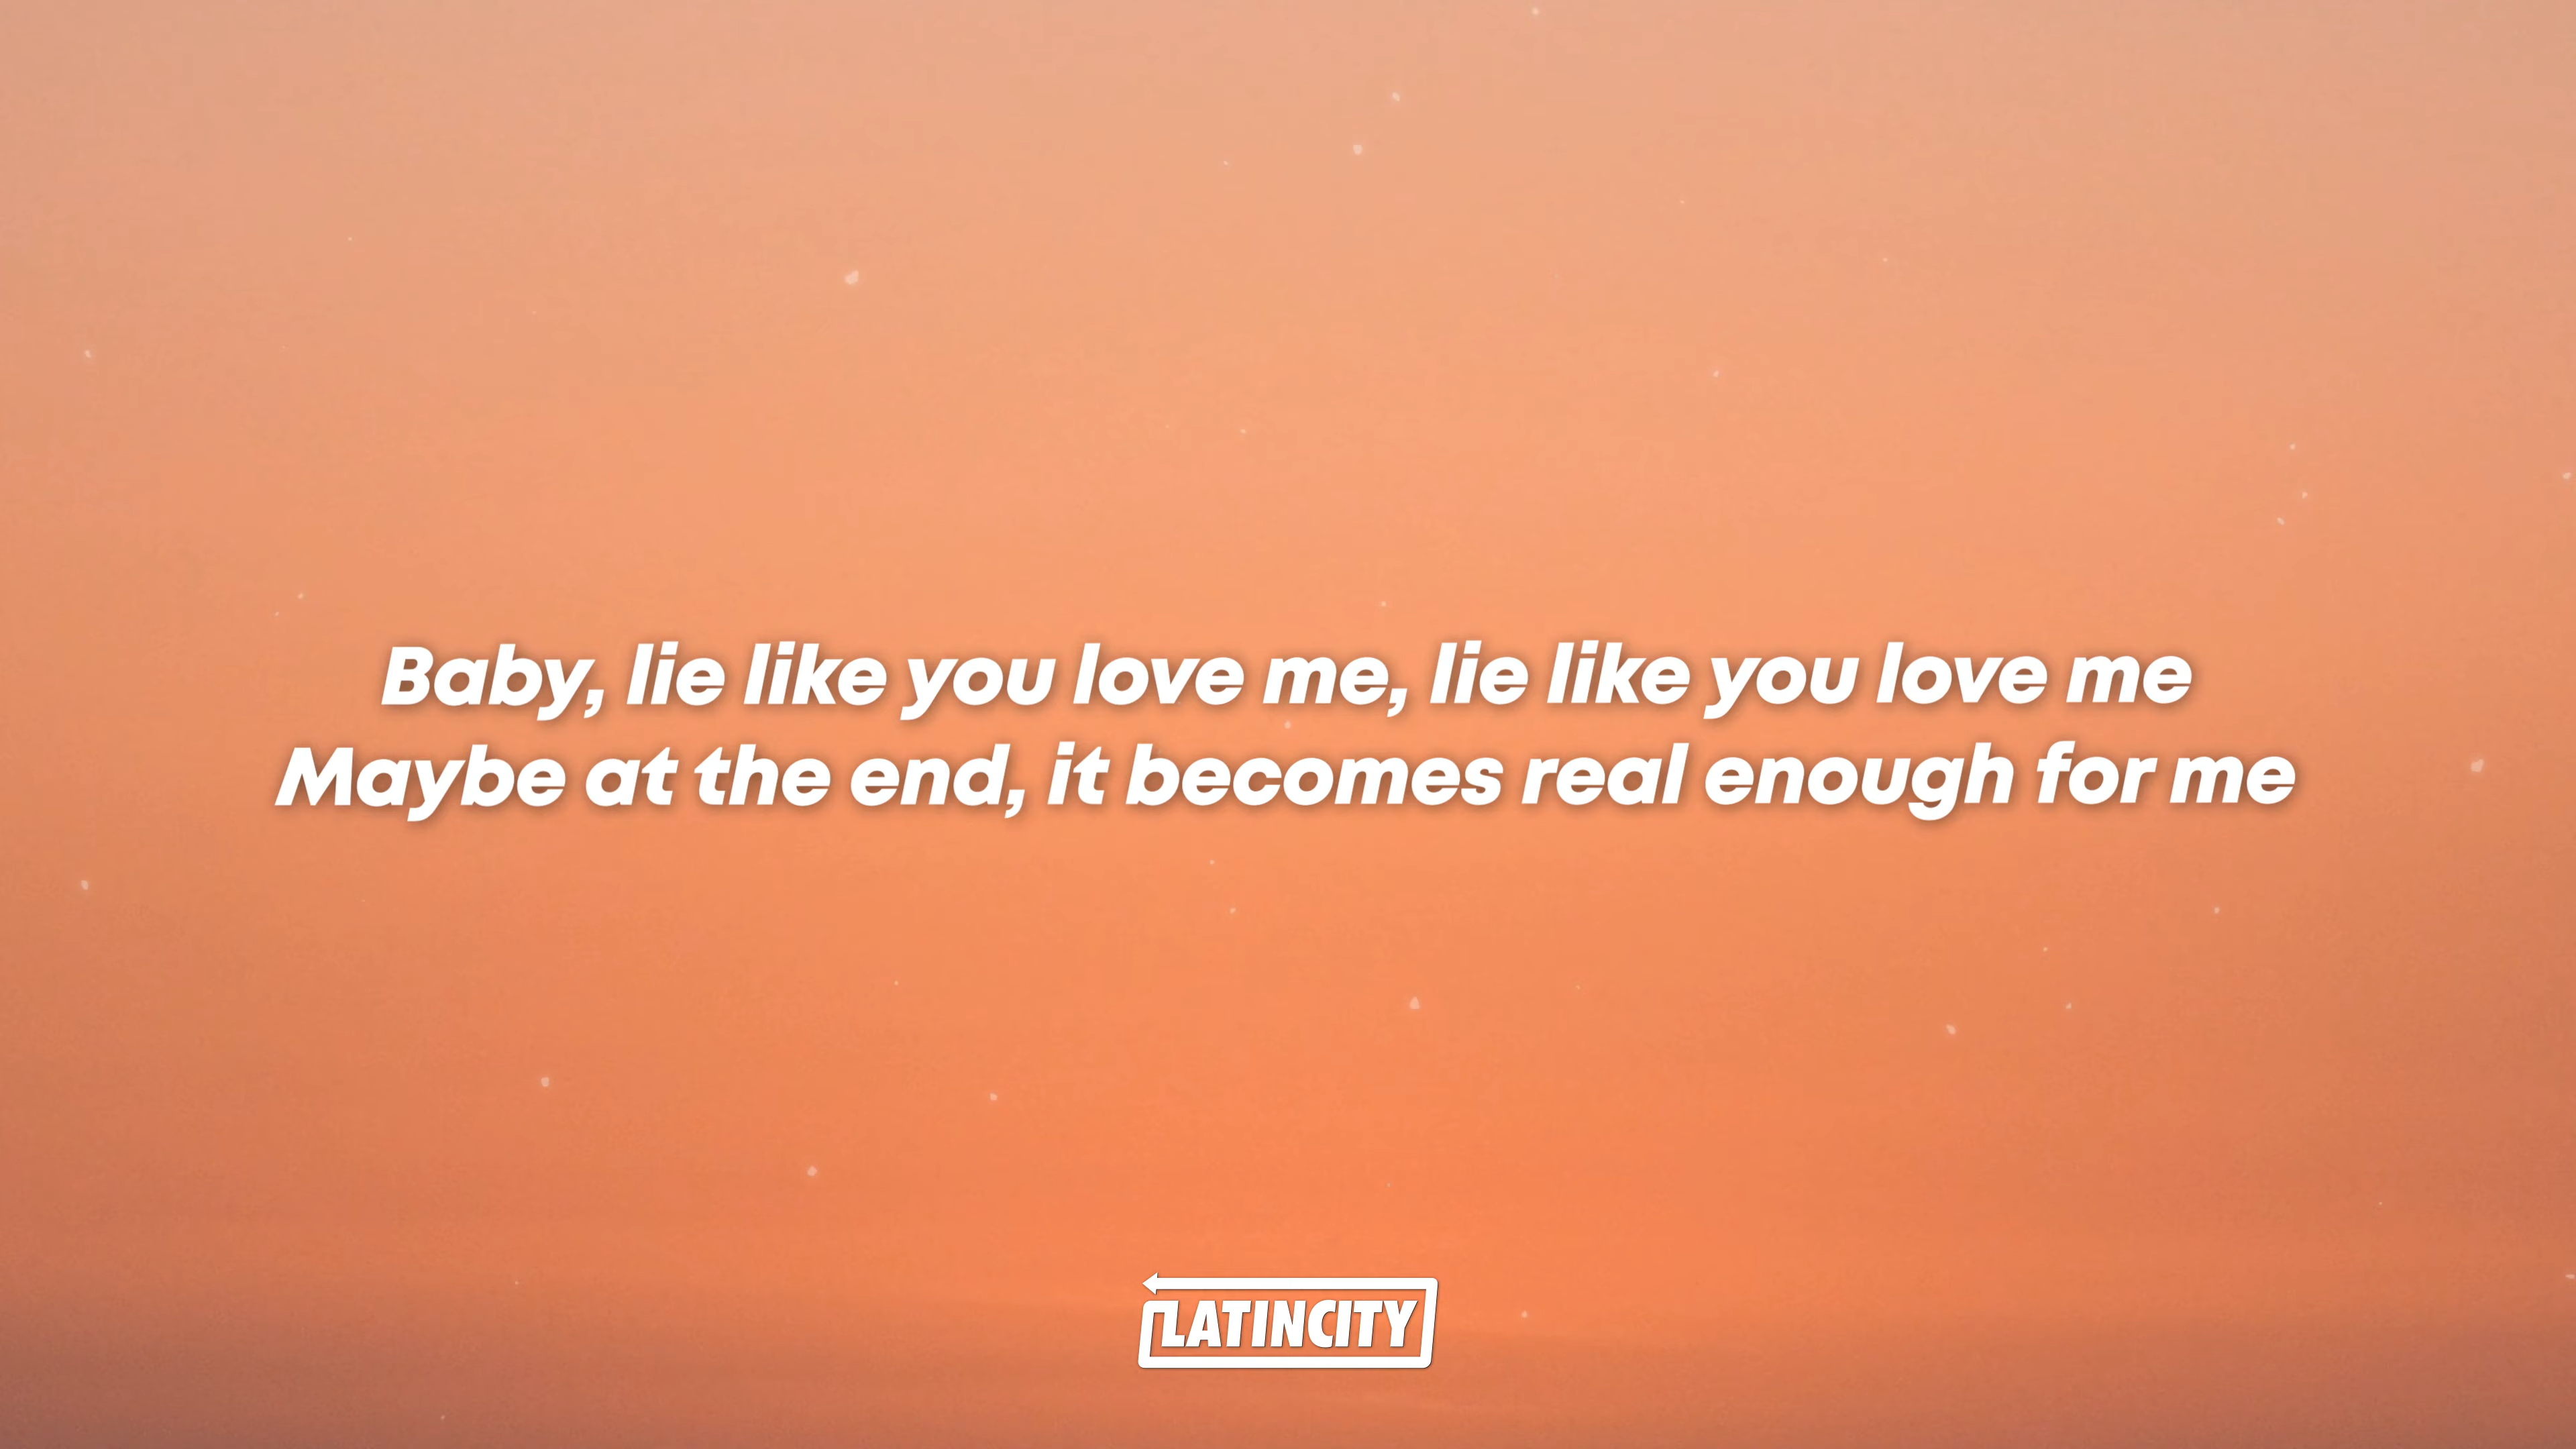 Baby, lie like you love me, lie like you love me
Maybe at the end, it becomes real enough for me
LATINCITY